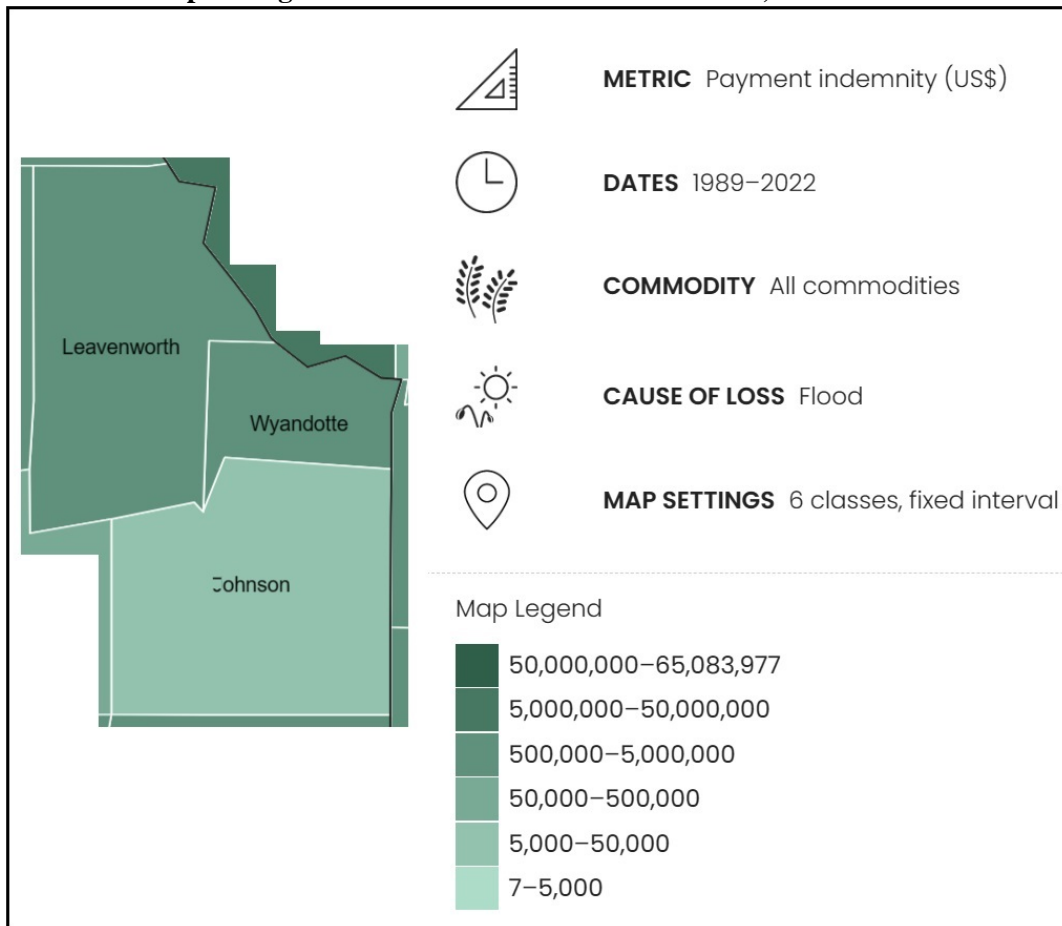 METRIC Payment indemnity (US$)
DATES 1989–2022
COMMODITY All commodities
CAUSE OF LOSS Flood
MAP SETTINGS 6 classes, fixed interval
Leavenworth
Wyandotte
Johnson
Map Legend
50,000,000–65,083,977
5,000,000–50,000,000
500,000–5,000,000
50,000–500,000
5,000–50,000
7–5,000